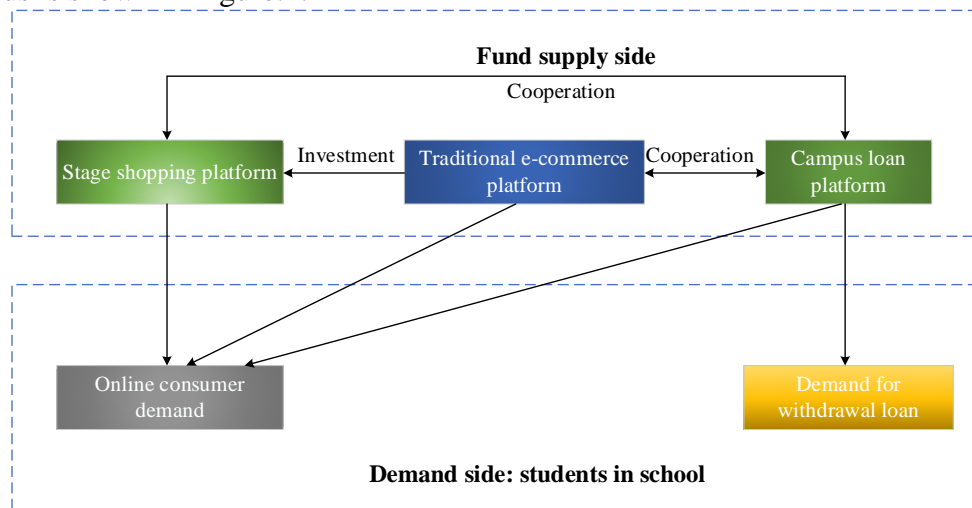 Fund supply side
Cooperation
Stage shopping platform
Investment
Traditional e-commerce
platform
Cooperation
Campus loan
platform
Online consumer
demand
Demand for
withdrawal loan
Demand side: students in school